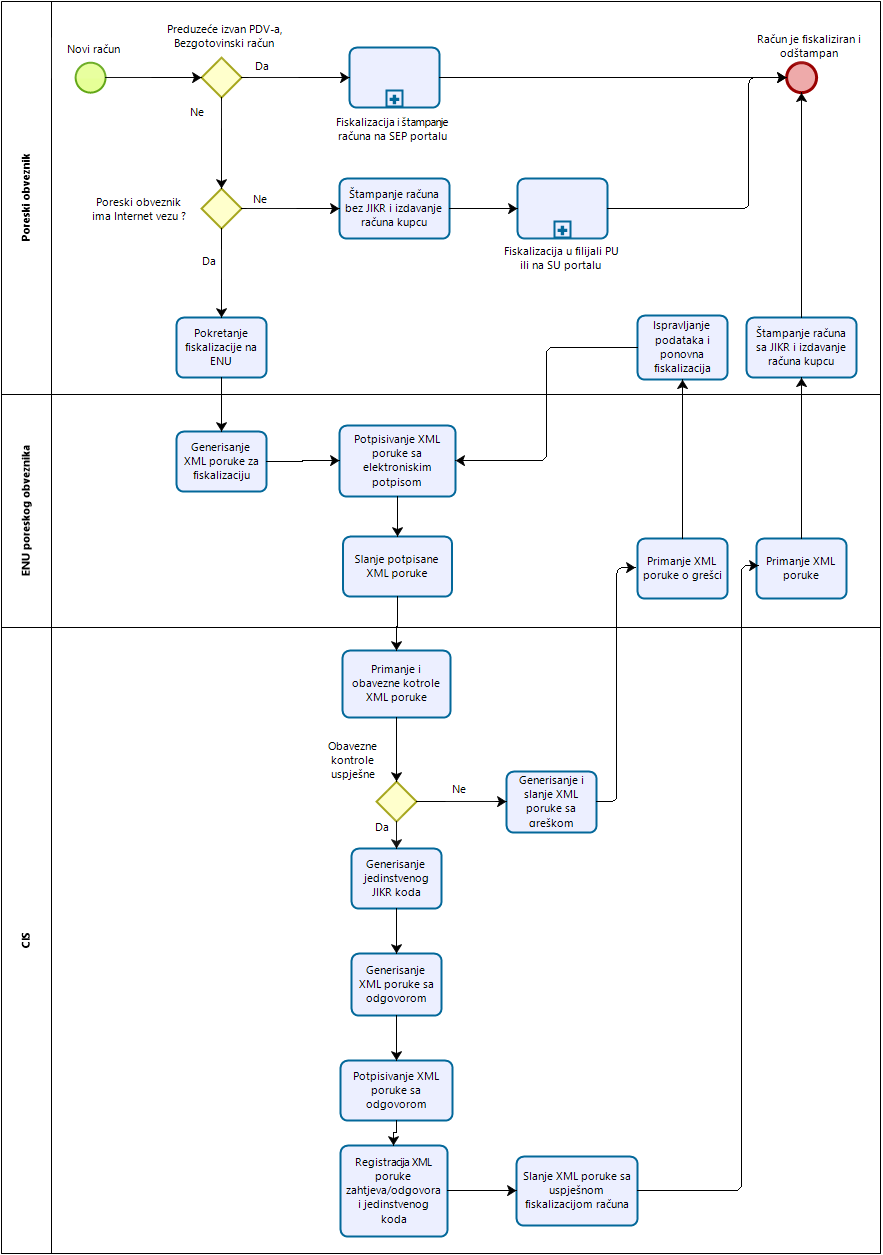 Poreski obveznik
Novi račun
Preduzeće izvan PDV-a,
Bezgotovinski račun
Da
Ne
Fiskalizacija i štampanje
računa na SEP portalu
Račun je fiskaliziran i
odštampan
Poreski obveznik
ima Internet vezu ?
Ne
Da
Štampanje računa
bez JIKR i izdavanje
računa kupcu
Fiskalizacija u filijali PU
ili na SU portalu
Pokretanje
fiskalizacije na
ENU
Ispravljanje
podataka i
ponovna
fiskalizacija
Štampanje računa
sa JIKR i izdavanje
računa kupcu
ENU poreskog obveznika
Generisanje
XML poruke za
fiskalizaciju
Potpisivanje XML
poruke sa
elektroniskim
potpisom
Slanje potpisane
XML poruke
Primanje XML
poruke o grešci
Primanje XML
poruke
CIS
Primanje i
obavezne kotrole
XML poruke
Obavezne
kontrole
uspješne
Ne
Da
Generisanje i
slanje XML
poruke sa
greškom
Generisanje
jedinstvenog
JIKR koda
Generisanje
XML poruke sa
odgovorom
Potpisivanje XML
poruke sa
odgovorom
Registracija XML
poruke
zahtjeva/odgovora
i jedinstvenog
koda
Slanje XML poruke sa
uspješnom
fiskalizacijom računa